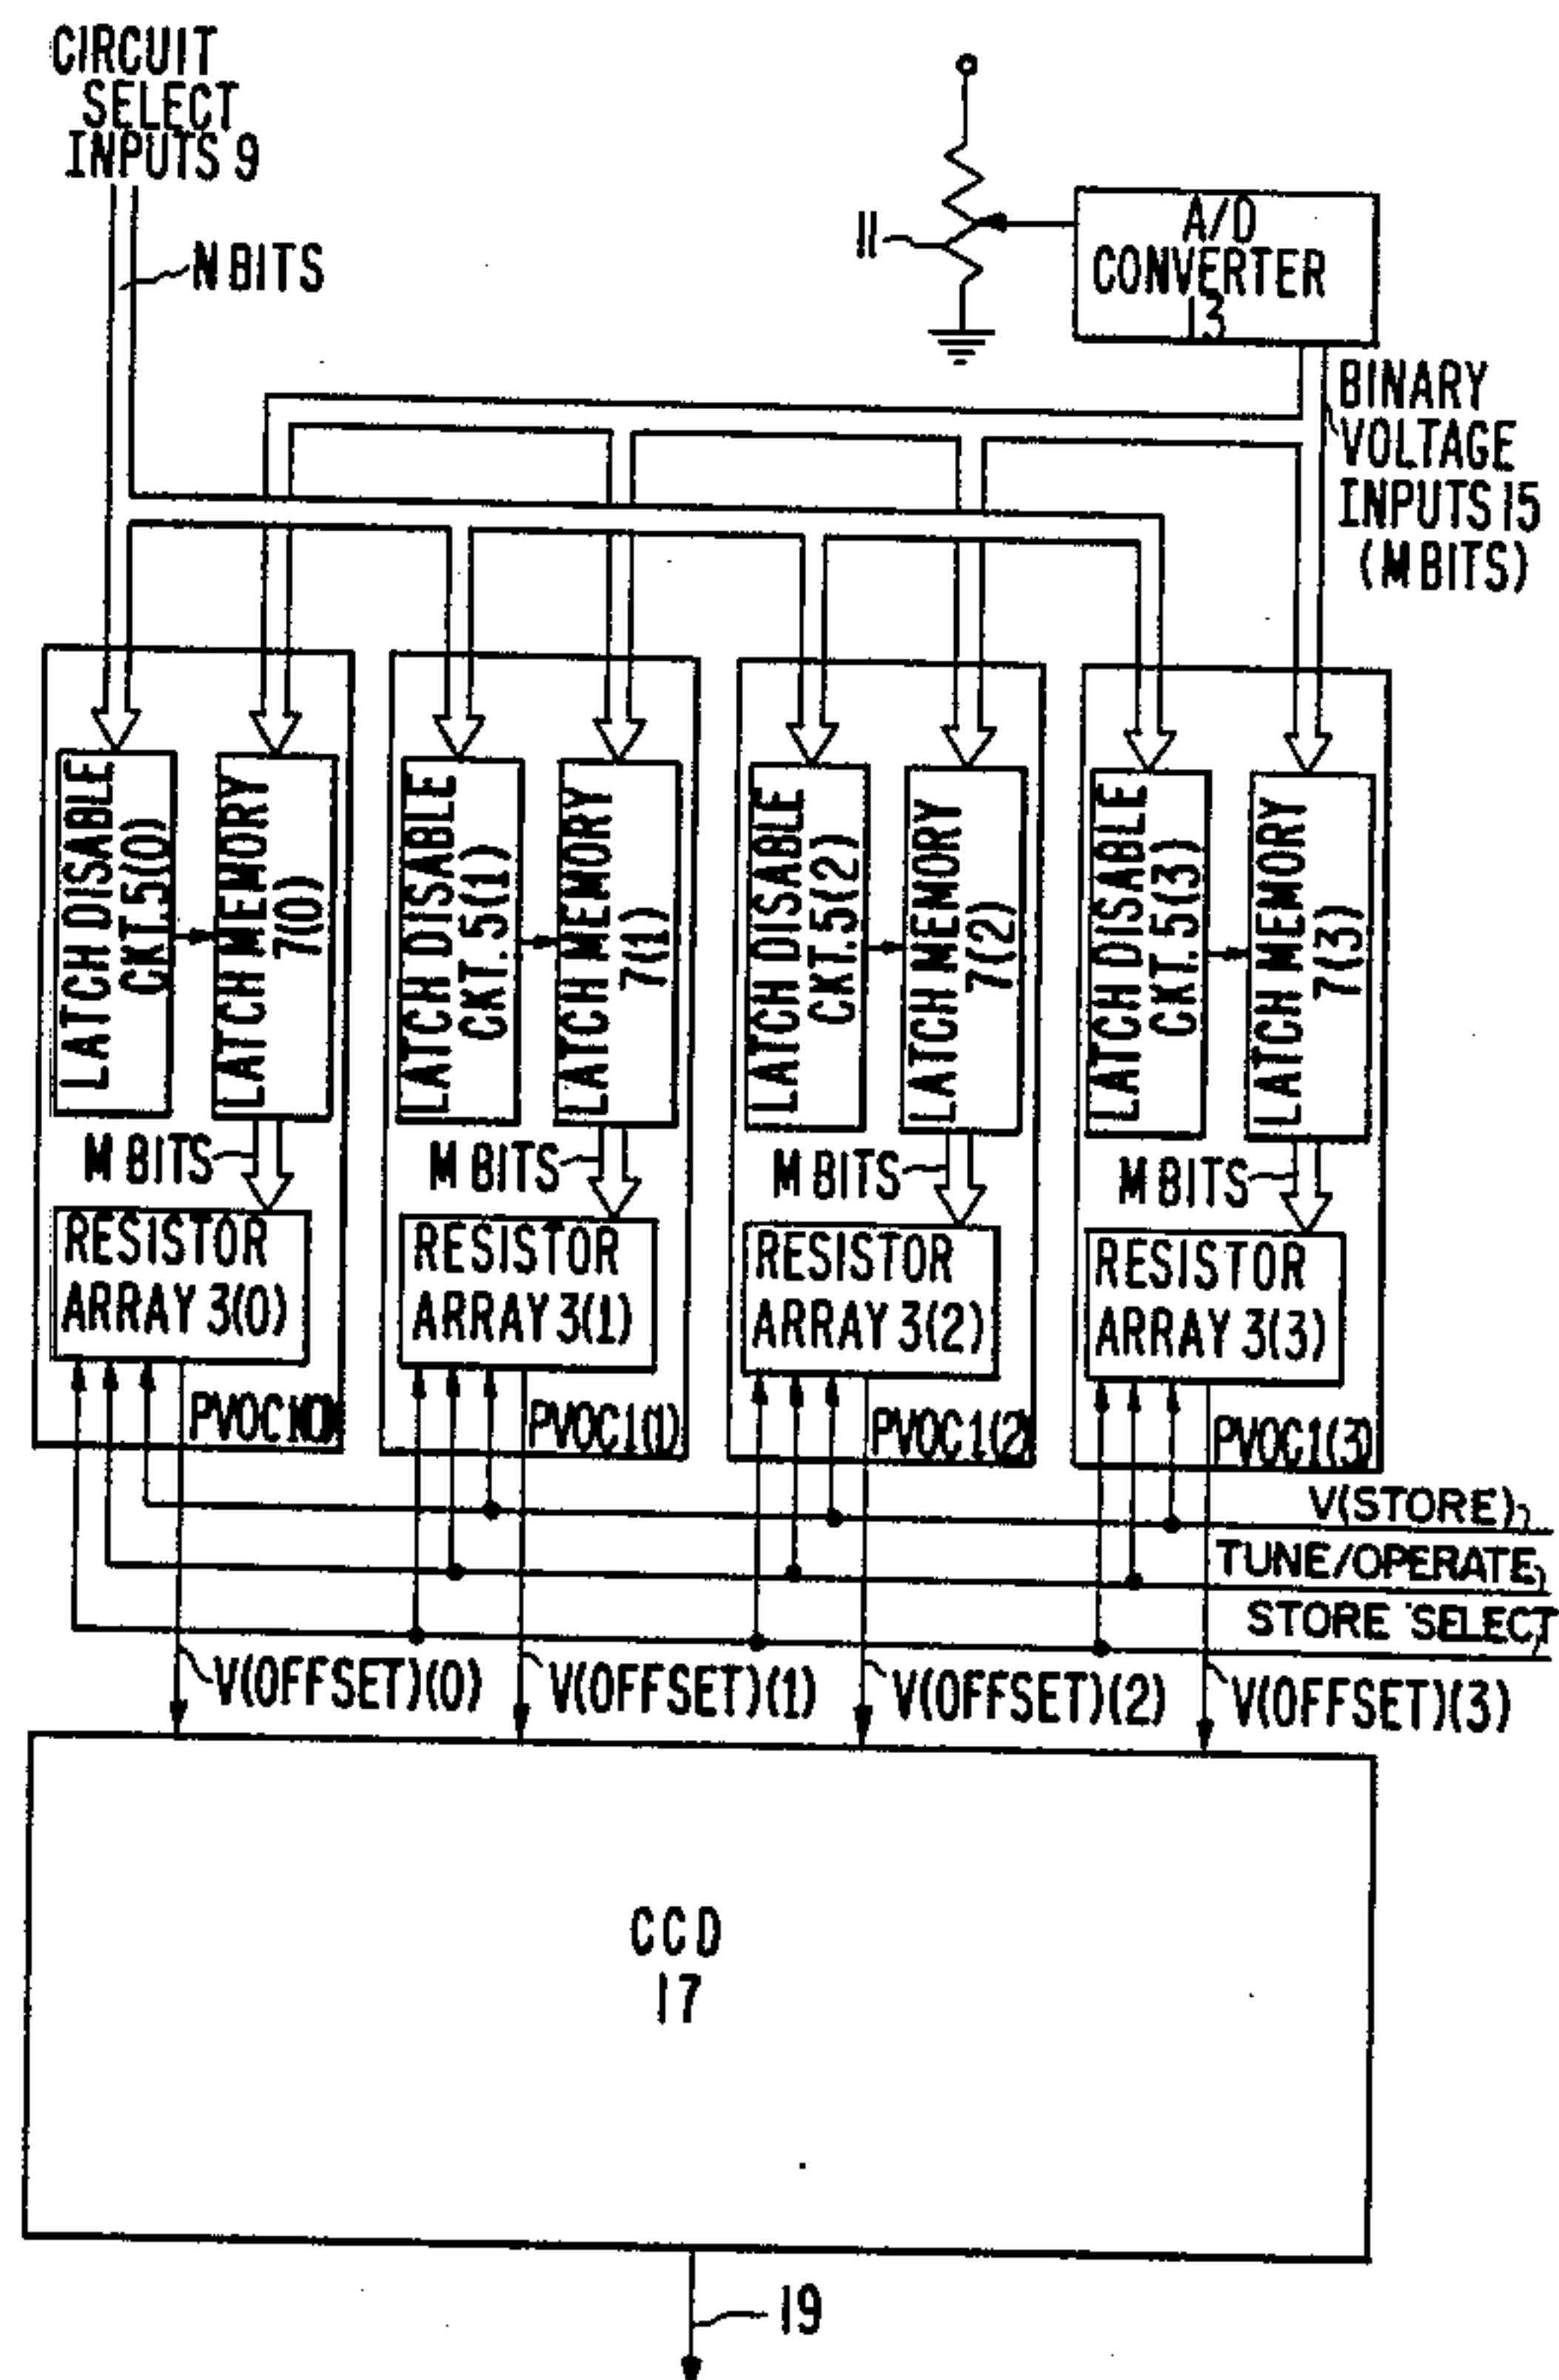 CIRCUIT
SELECT
INPUTS 9
N BITS
11
A/D
CONVERTER
13
BINARY
VOLTAGE
INPUTS 15
(M BITS)
LATCH DISABLE
CKT. 5(0)
LATCH MEMORY
7(0)
LATCH DISABLE
CKT. 5(1)
LATCH MEMORY
7(1)
LATCH DISABLE
CKT. 5(2)
LATCH MEMORY
7(2)
LATCH DISABLE
CKT. 5(3)
LATCH MEMORY
7(3)
M BITS
M BITS
M BITS
M BITS
RESISTOR
ARRAY 3(0)
RESISTOR
ARRAY 3(1)
RESISTOR
ARRAY 3(2)
RESISTOR
ARRAY 3(3)
PVOC1(0)
PVOC1(1)
PVOC1(2)
PVOC1(3)
V(STORE)
TUNE/OPERATE
STORE SELECT
V(OFFSET)(0)
V(OFFSET)(1)
V(OFFSET)(2)
V(OFFSET)(3)
CCD
17
19